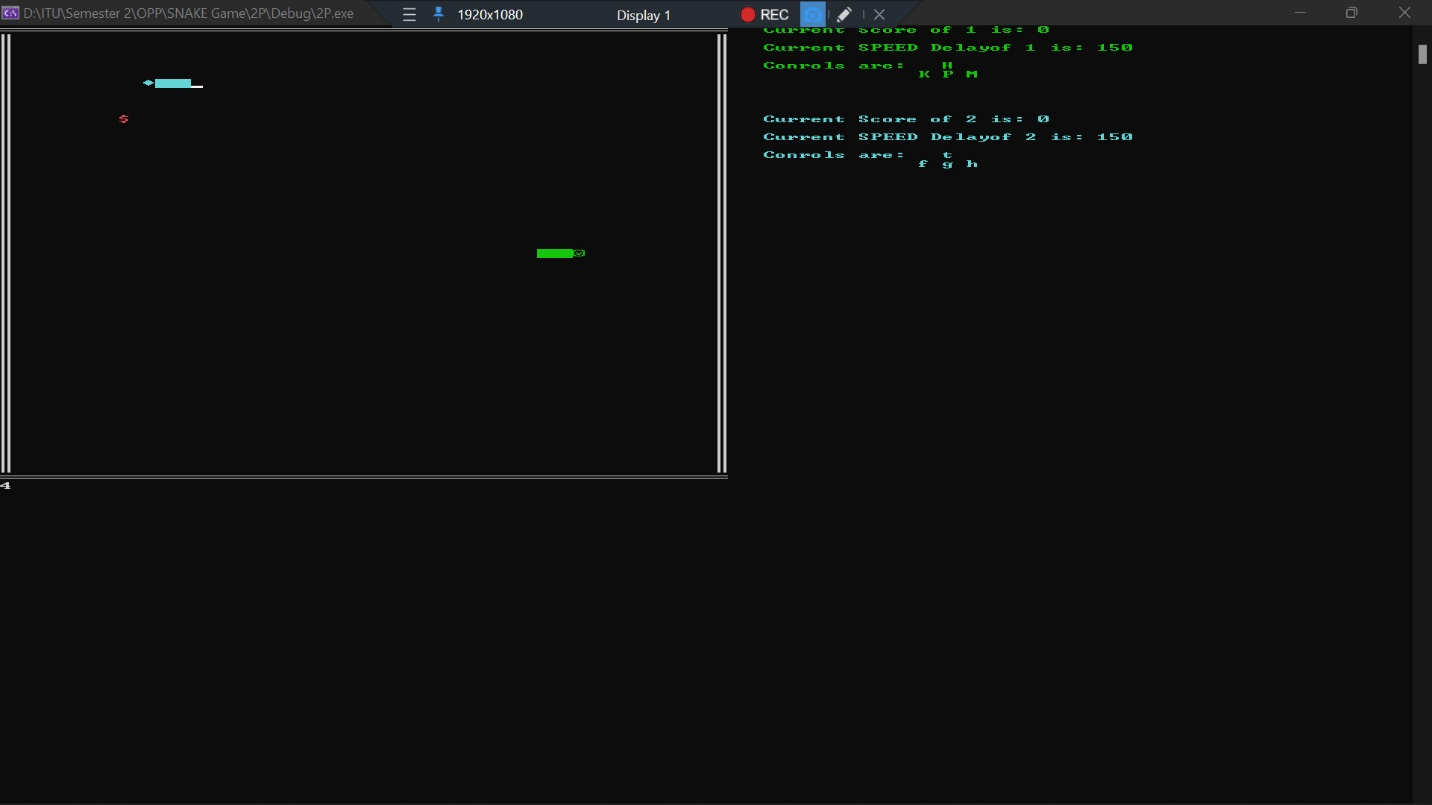 D:\ITU\Semester 2\OPP\SNAKE Game\2P\Debug\2P.exe
1920x1080 Display 1 REC
Current Score of 1 is: 0
Current SPEED Delayof 1 is: 150
Conrols are: H
K P M
Current Score of 2 is: 0
Current SPEED Delayof 2 is: 150
Conrols are: t
f g h
$
4